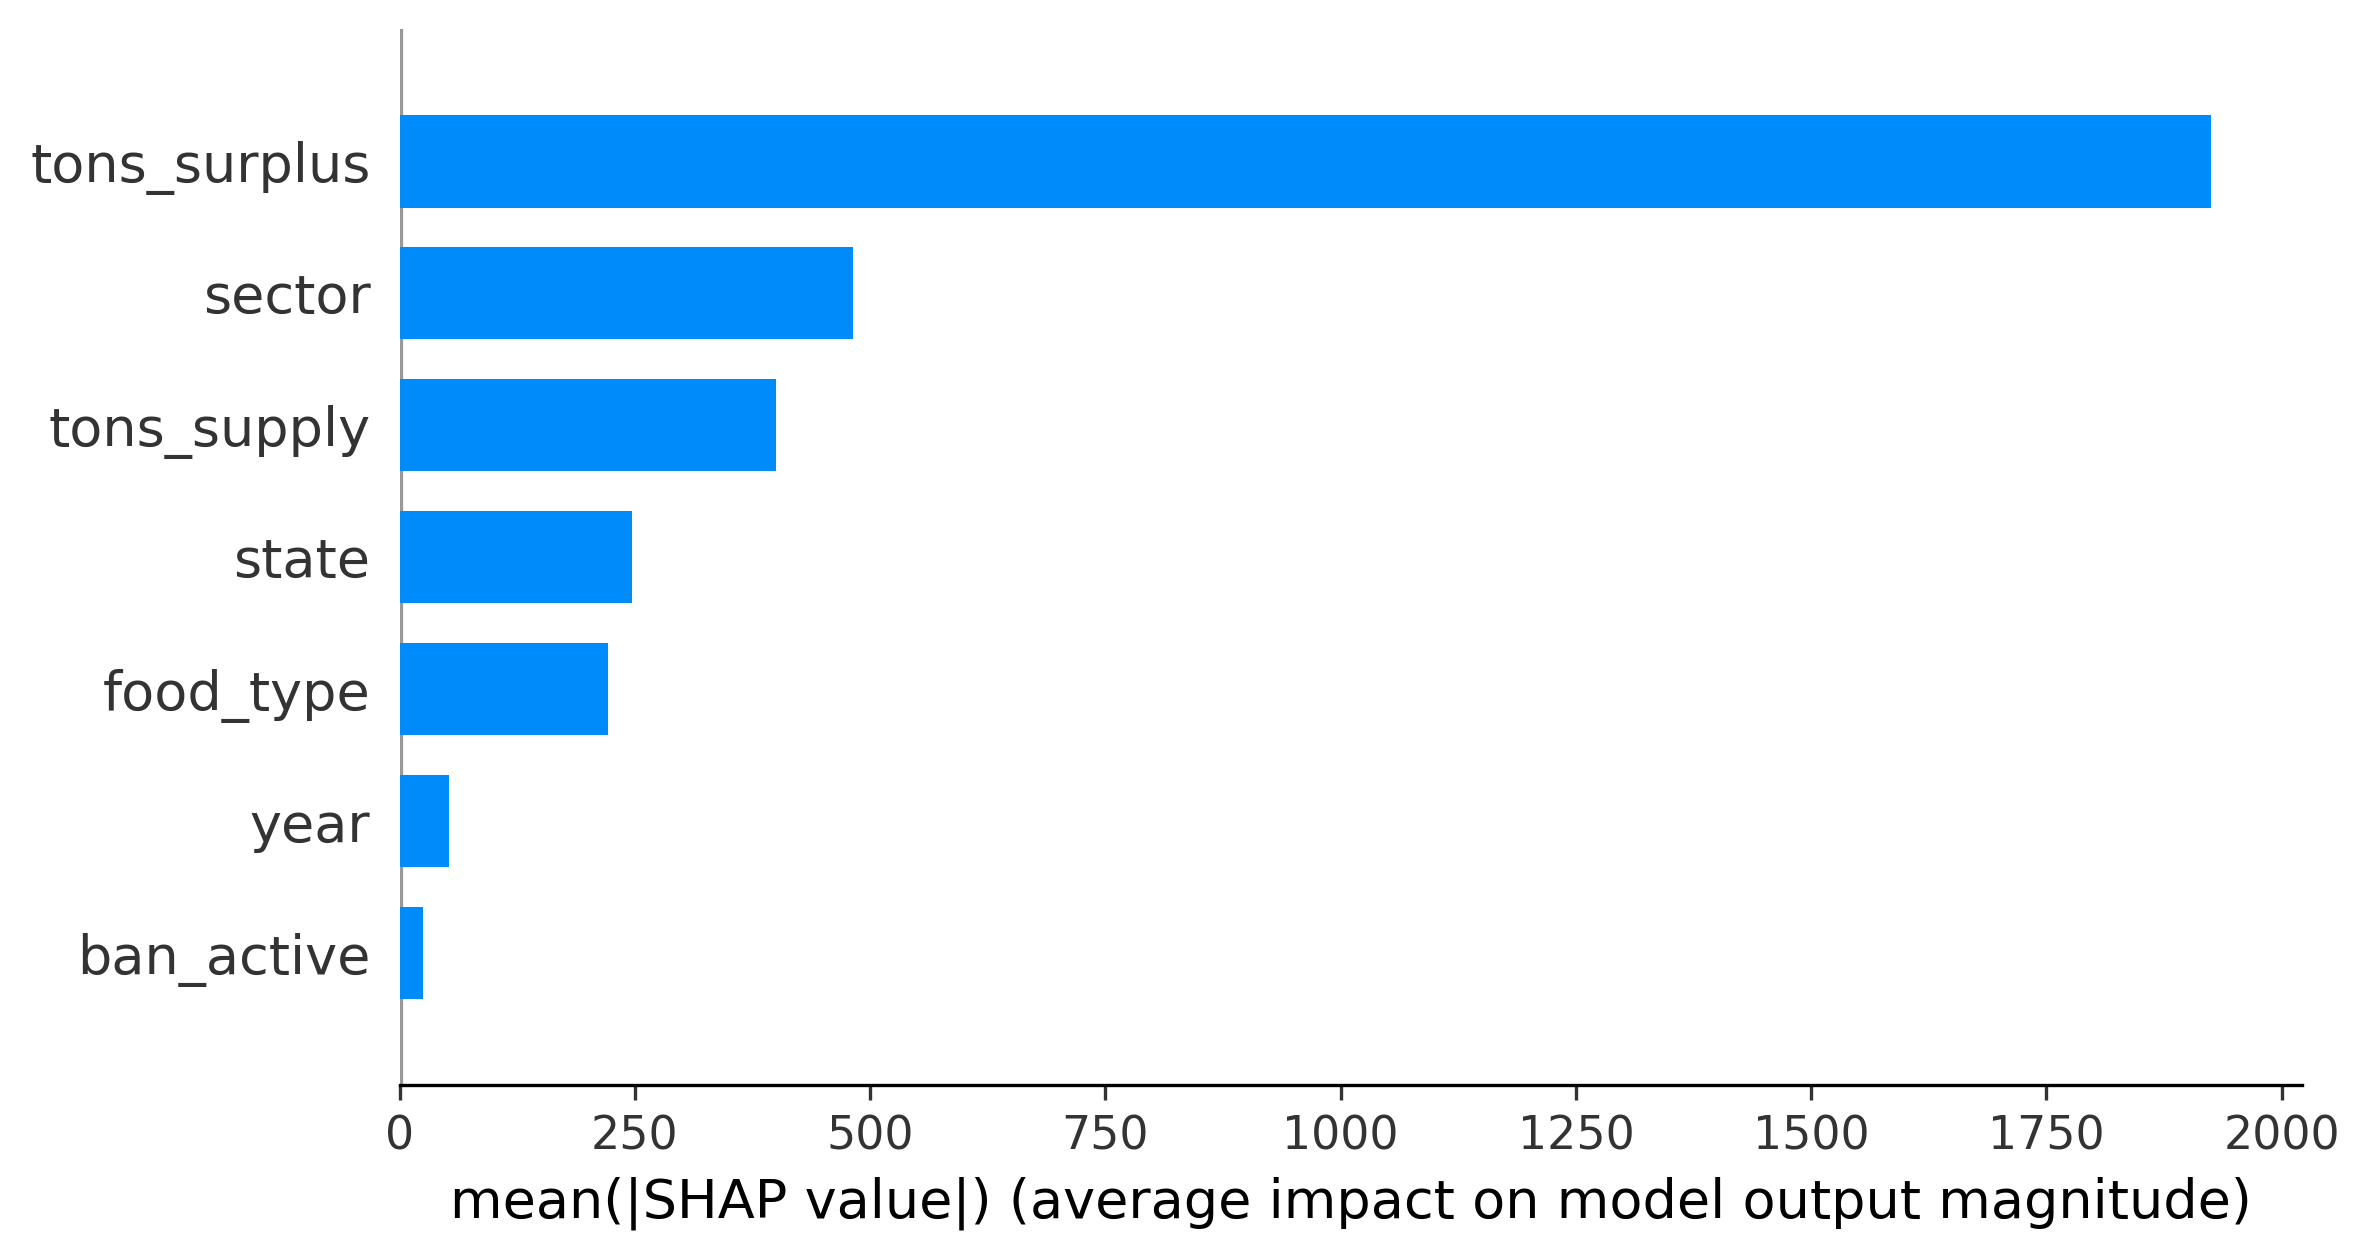 tons_surplus
sector
tons_supply
state
food_type
year
ban_active
0 250 500 750 1000 1250 1500 1750 2000
mean(|SHAP value|) (average impact on model output magnitude)